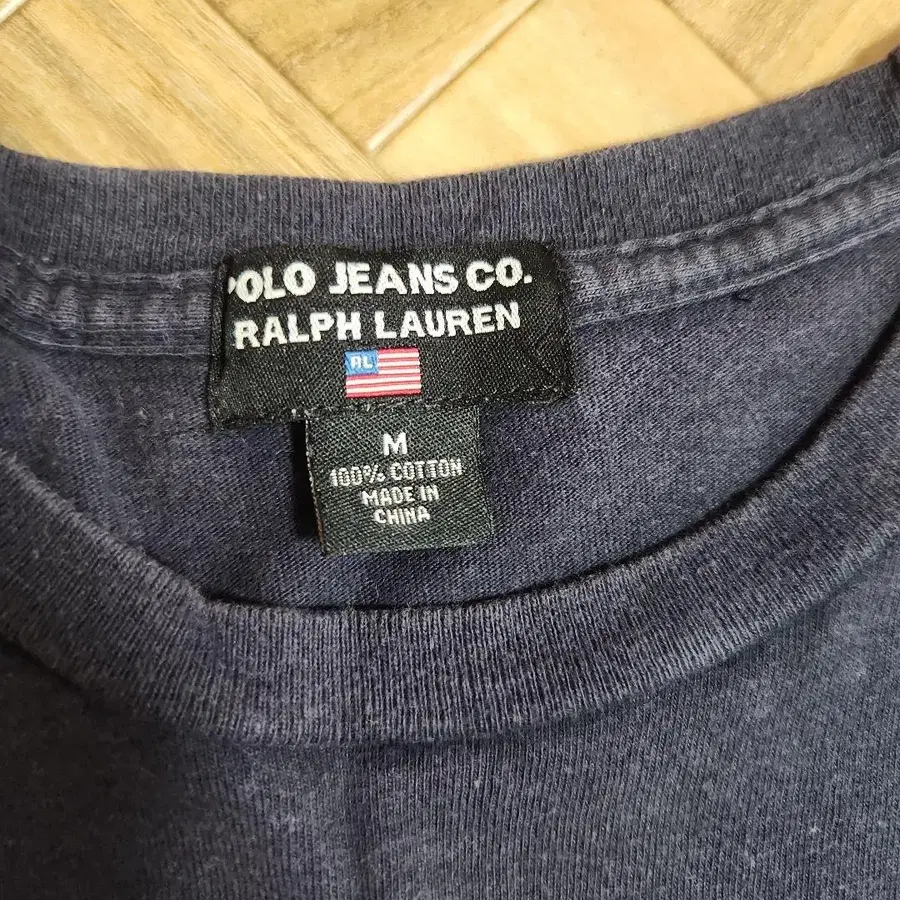 POLO JEANS CO.
RALPH LAUREN
RL
M
100% COTTON
MADE IN
CHINA